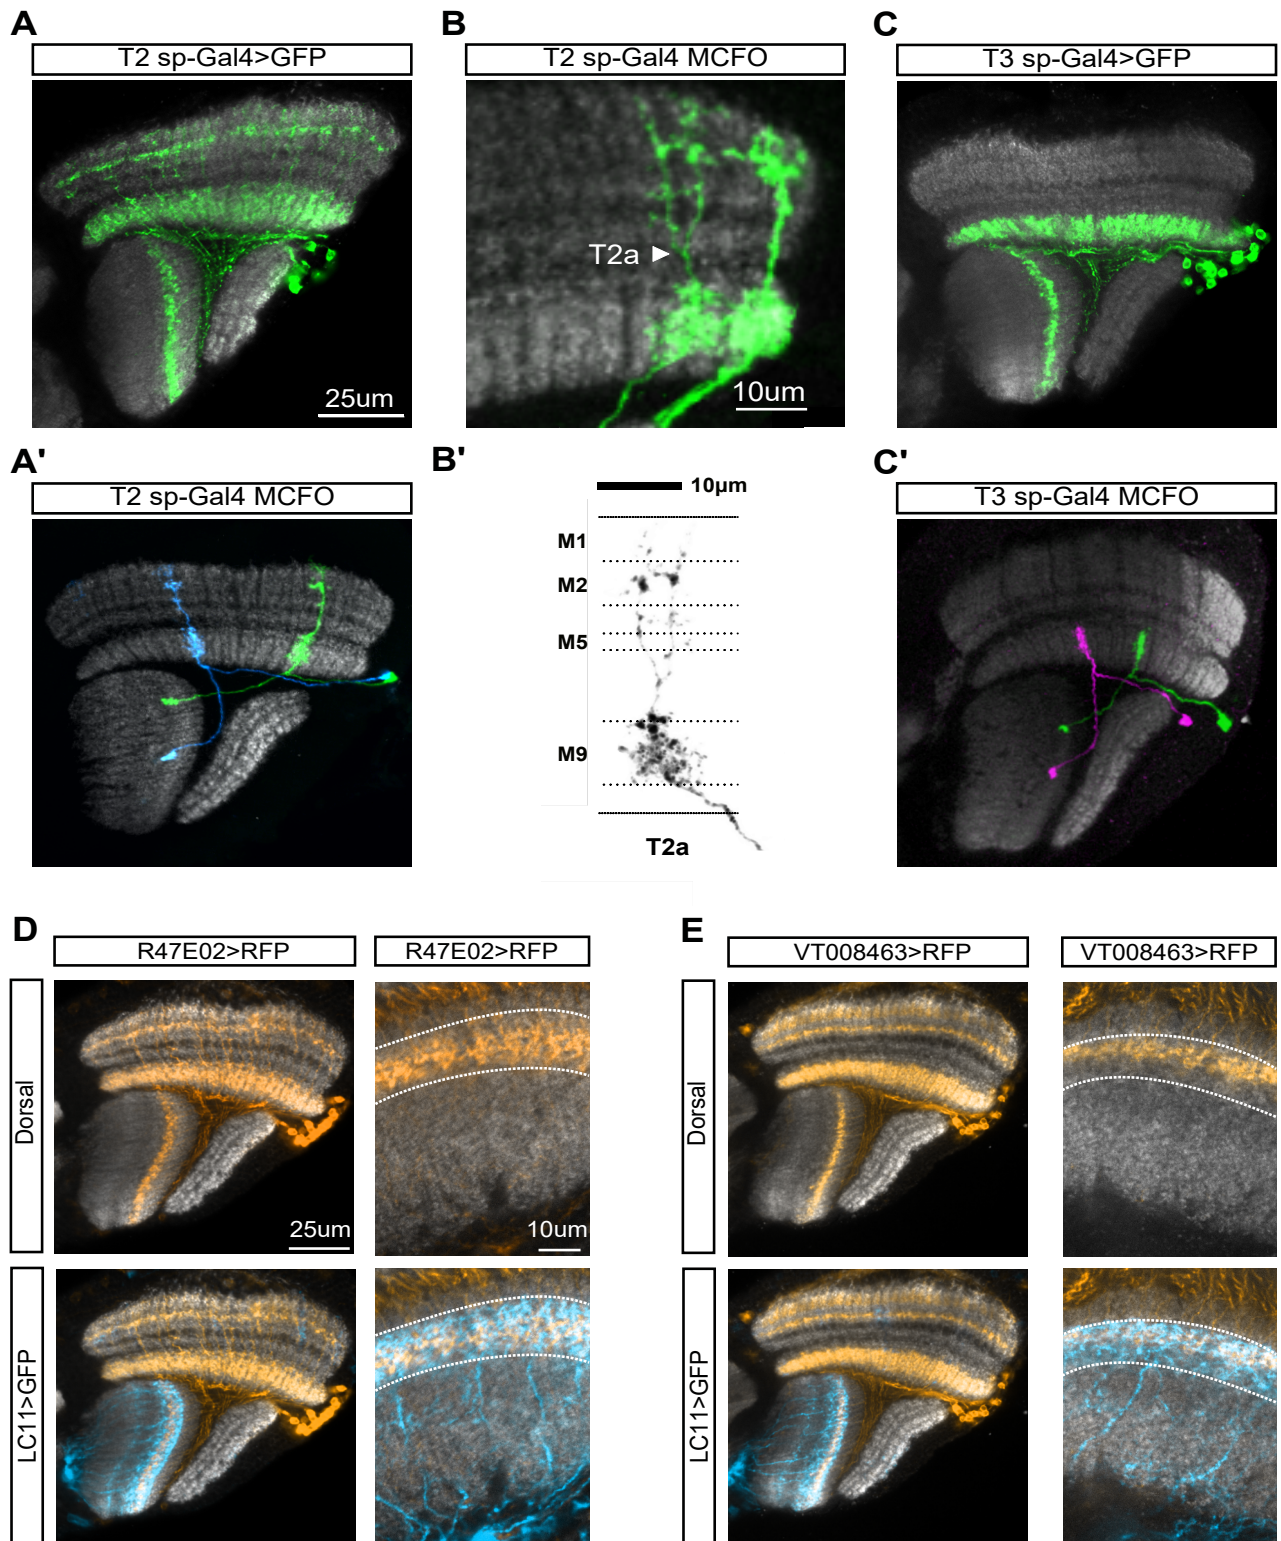 A
T2 sp-Gal4>GFP
25um
B
T2 sp-Gal4 MCFO
T2a
10um
C
T3 sp-Gal4>GFP
A'
T2 sp-Gal4 MCFO
B'
10µm
M1
M2
M5
M9
T2a
C'
T3 sp-Gal4 MCFO
D
R47E02>RFP
R47E02>RFP
Dorsal
25um
10um
LC11>GFP
E
VT008463>RFP
VT008463>RFP
Dorsal
LC11>GFP